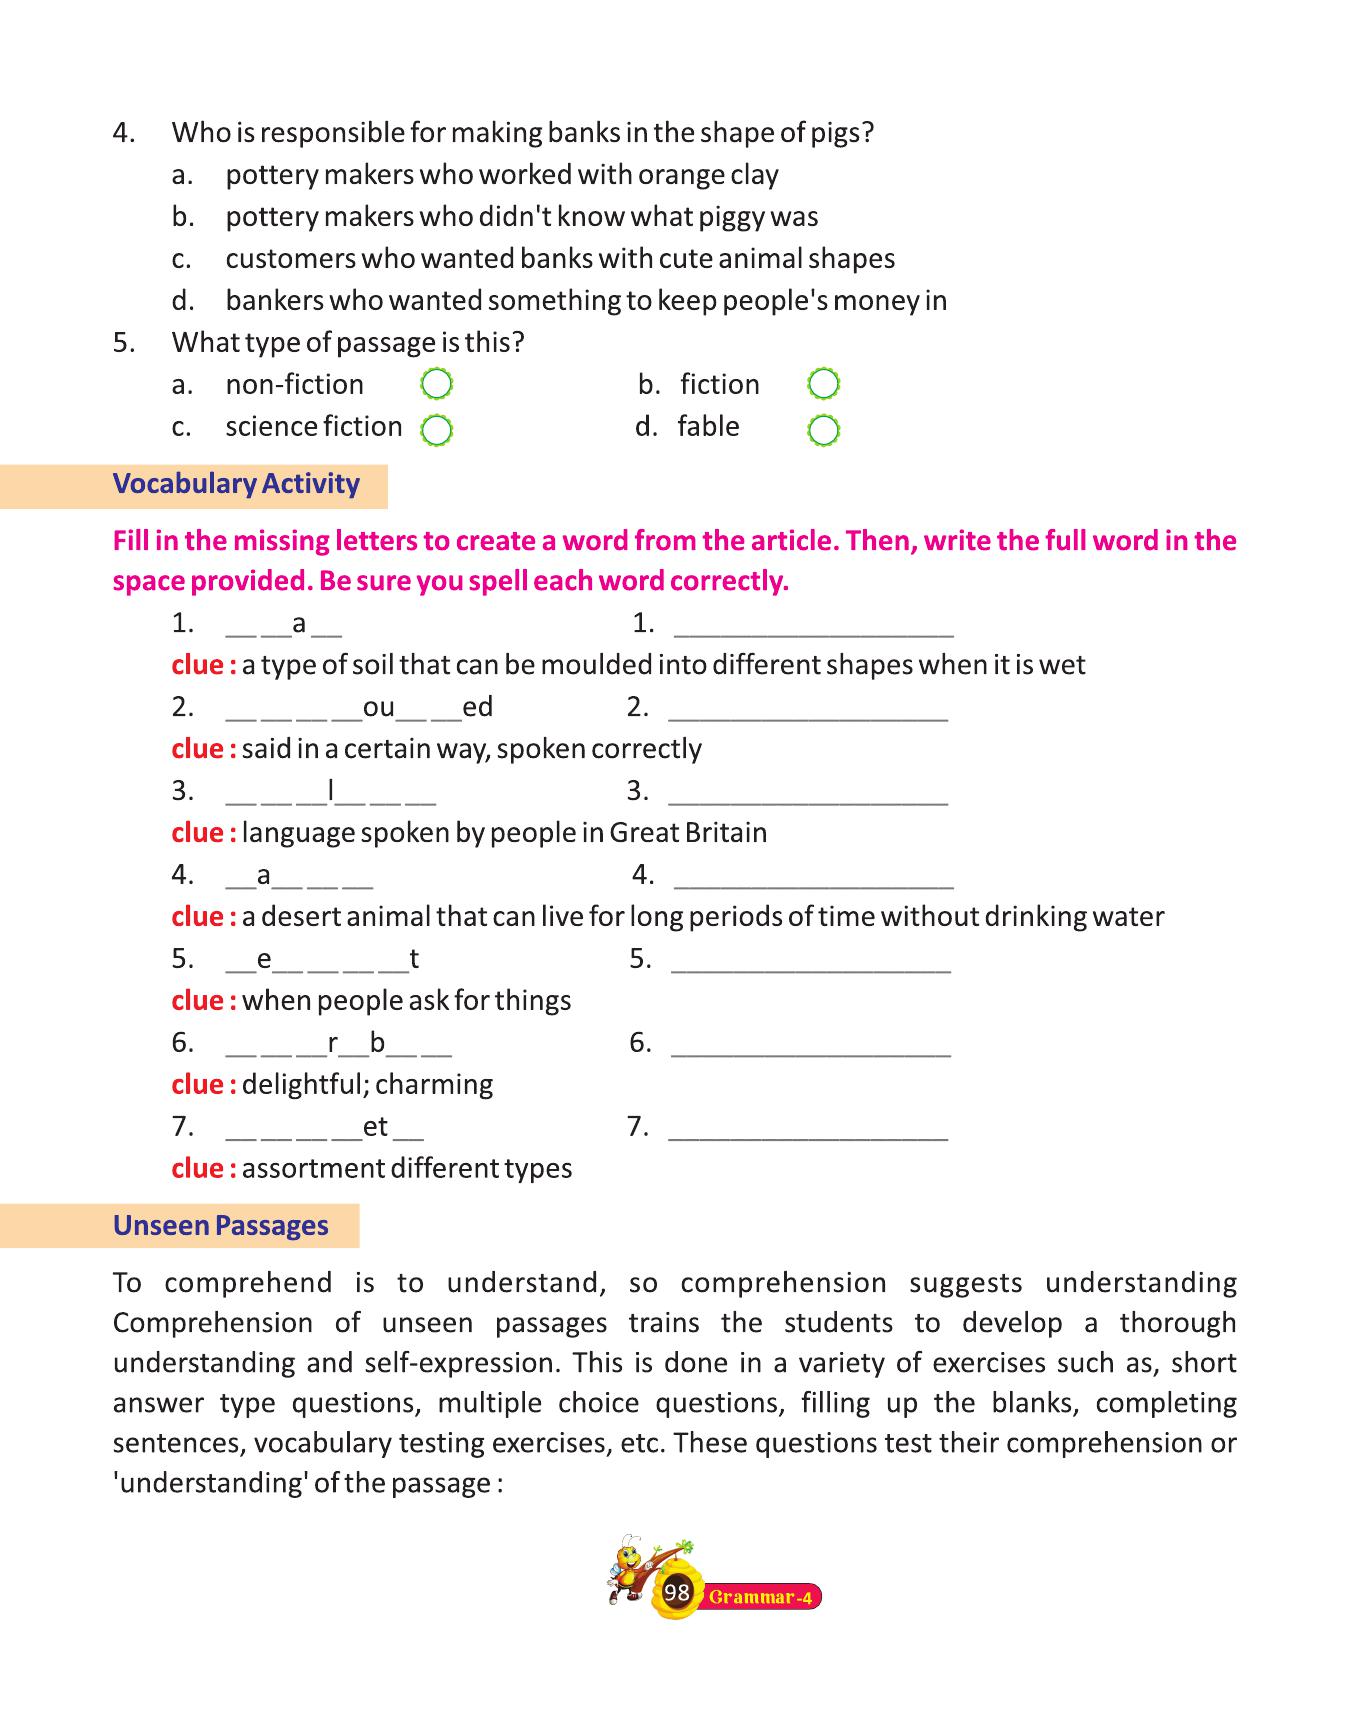 4. Who is responsible for making banks in the shape of pigs?
a. pottery makers who worked with orange clay
b. pottery makers who didn't know what piggy was
c. customers who wanted banks with cute animal shapes
d. bankers who wanted something to keep people's money in
5. What type of passage is this?
a. non-fiction b. fiction
c. science fiction d. fable
Vocabulary Activity
Fill in the missing letters to create a word from the article. Then, write the full word in the
space provided. Be sure you spell each word correctly.
1. __ __a __ 1. __________________
clue : a type of soil that can be moulded into different shapes when it is wet
2. __ __ __ __ou__ __ed 2. __________________
clue : said in a certain way, spoken correctly
3. __ __ __l__ __ __ 3. __________________
clue : language spoken by people in Great Britain
4. __a__ __ __ 4. __________________
clue : a desert animal that can live for long periods of time without drinking water
5. __e__ __ __ __t 5. __________________
clue : when people ask for things
6. __ __ __r__b__ __ 6. __________________
clue : delightful; charming
7. __ __ __ __et __ 7. __________________
clue : assortment different types
Unseen Passages
To comprehend is to understand, so comprehension suggests understanding
Comprehension of unseen passages trains the students to develop a thorough
understanding and self-expression. This is done in a variety of exercises such as, short
answer type questions, multiple choice questions, filling up the blanks, completing
sentences, vocabulary testing exercises, etc. These questions test their comprehension or
'understanding' of the passage :
98 Grammar-4